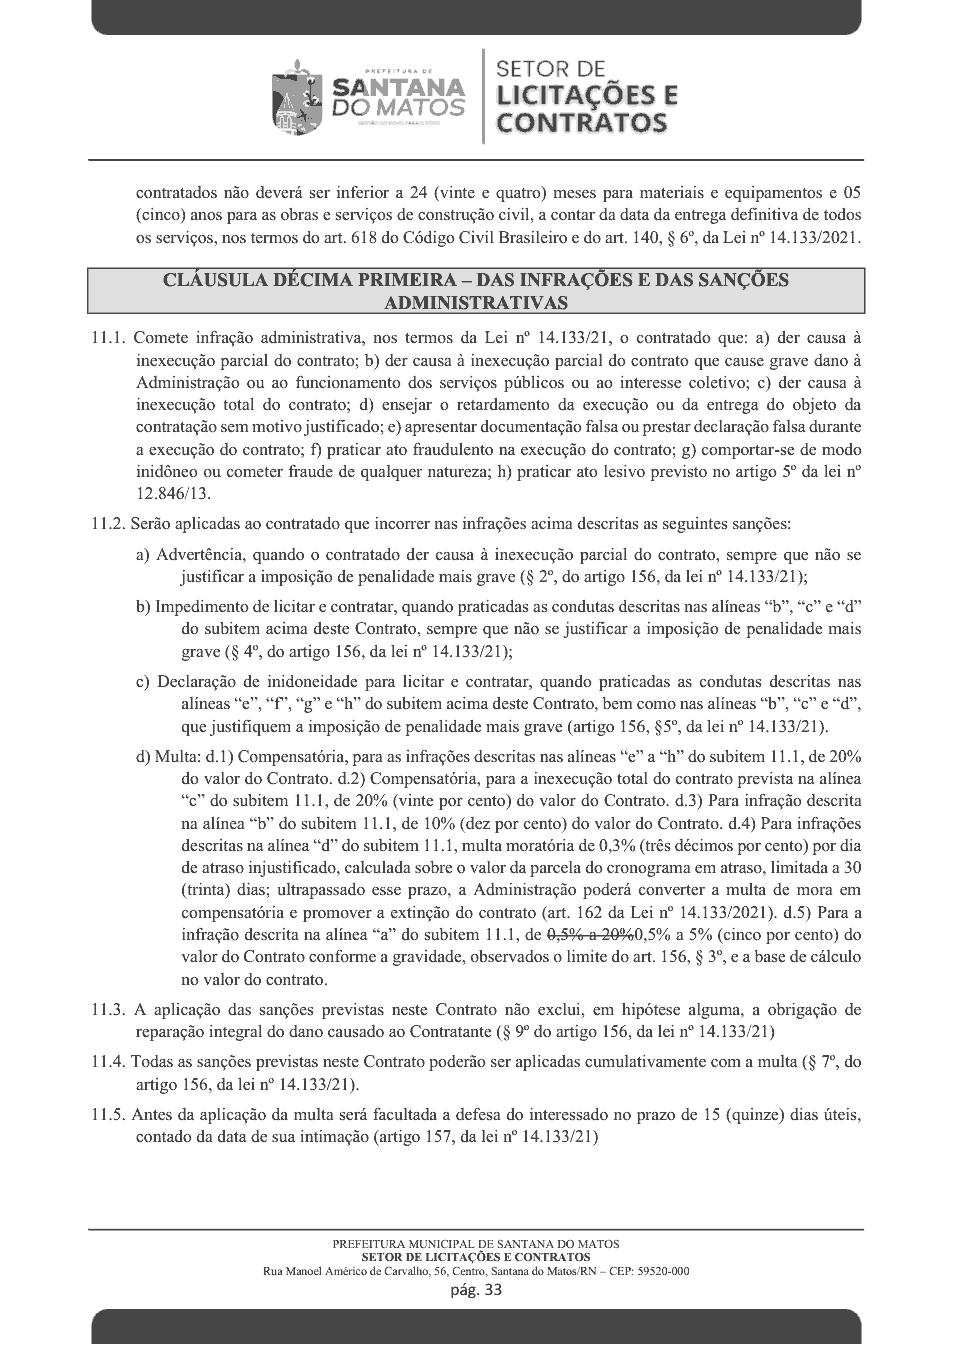 PREFEITURA DE
SANTANA
DO MATOS
GESTÃO DO POVO PARA O POVO
SETOR DE
LICITAÇÕES E
CONTRATOS
contratados não deverá ser inferior a 24 (vinte e quatro) meses para materiais e equipamentos e 05
(cinco) anos para as obras e serviços de construção civil, a contar da data da entrega definitiva de todos
os serviços, nos termos do art. 618 do Código Civil Brasileiro e do art. 140, § 6º, da Lei nº 14.133/2021.
CLÁUSULA DÉCIMA PRIMEIRA – DAS INFRAÇÕES E DAS SANÇÕES
ADMINISTRATIVAS
11.1. Comete infração administrativa, nos termos da Lei nº 14.133/21, o contratado que: a) der causa à
inexecução parcial do contrato; b) der causa à inexecução parcial do contrato que cause grave dano à
Administração ou ao funcionamento dos serviços públicos ou ao interesse coletivo; c) der causa à
inexecução total do contrato; d) ensejar o retardamento da execução ou da entrega do objeto da
contratação sem motivo justificado; e) apresentar documentação falsa ou prestar declaração falsa durante
a execução do contrato; f) praticar ato fraudulento na execução do contrato; g) comportar-se de modo
inidôneo ou cometer fraude de qualquer natureza; h) praticar ato lesivo previsto no artigo 5º da lei nº
12.846/13.
11.2. Serão aplicadas ao contratado que incorrer nas infrações acima descritas as seguintes sanções:
a) Advertência, quando o contratado der causa à inexecução parcial do contrato, sempre que não se
justificar a imposição de penalidade mais grave (§ 2º, do artigo 156, da lei nº 14.133/21);
b) Impedimento de licitar e contratar, quando praticadas as condutas descritas nas alíneas “b”, “c” e “d”
do subitem acima deste Contrato, sempre que não se justificar a imposição de penalidade mais
grave (§ 4º, do artigo 156, da lei nº 14.133/21);
c) Declaração de inidoneidade para licitar e contratar, quando praticadas as condutas descritas nas
alíneas “e”, “f”, “g” e “h” do subitem acima deste Contrato, bem como nas alíneas “b”, “c” e “d”,
que justifiquem a imposição de penalidade mais grave (artigo 156, §5º, da lei nº 14.133/21).
d) Multa: d.1) Compensatória, para as infrações descritas nas alíneas “e” a “h” do subitem 11.1, de 20%
do valor do Contrato. d.2) Compensatória, para a inexecução total do contrato prevista na alínea
“c” do subitem 11.1, de 20% (vinte por cento) do valor do Contrato. d.3) Para infração descrita
na alínea “b” do subitem 11.1, de 10% (dez por cento) do valor do Contrato. d.4) Para infrações
descritas na alínea “d” do subitem 11.1, multa moratória de 0,3% (três décimos por cento) por dia
de atraso injustificado, calculada sobre o valor da parcela do cronograma em atraso, limitada a 30
(trinta) dias; ultrapassado esse prazo, a Administração poderá converter a multa de mora em
compensatória e promover a extinção do contrato (art. 162 da Lei nº 14.133/2021). d.5) Para a
infração descrita na alínea “a” do subitem 11.1, de 0,5% a 20%0,5% a 5% (cinco por cento) do
valor do Contrato conforme a gravidade, observados o limite do art. 156, § 3º, e a base de cálculo
no valor do contrato.
11.3. A aplicação das sanções previstas neste Contrato não exclui, em hipótese alguma, a obrigação de
reparação integral do dano causado ao Contratante (§ 9º do artigo 156, da lei nº 14.133/21)
11.4. Todas as sanções previstas neste Contrato poderão ser aplicadas cumulativamente com a multa (§ 7º, do
artigo 156, da lei nº 14.133/21).
11.5. Antes da aplicação da multa será facultada a defesa do interessado no prazo de 15 (quinze) dias úteis,
contado da data de sua intimação (artigo 157, da lei nº 14.133/21)
PREFEITURA MUNICIPAL DE SANTANA DO MATOS
SETOR DE LICITAÇÕES E CONTRATOS
Rua Manoel Américo de Carvalho, 56, Centro, Santana do Matos/RN – CEP: 59520-000
pág. 33